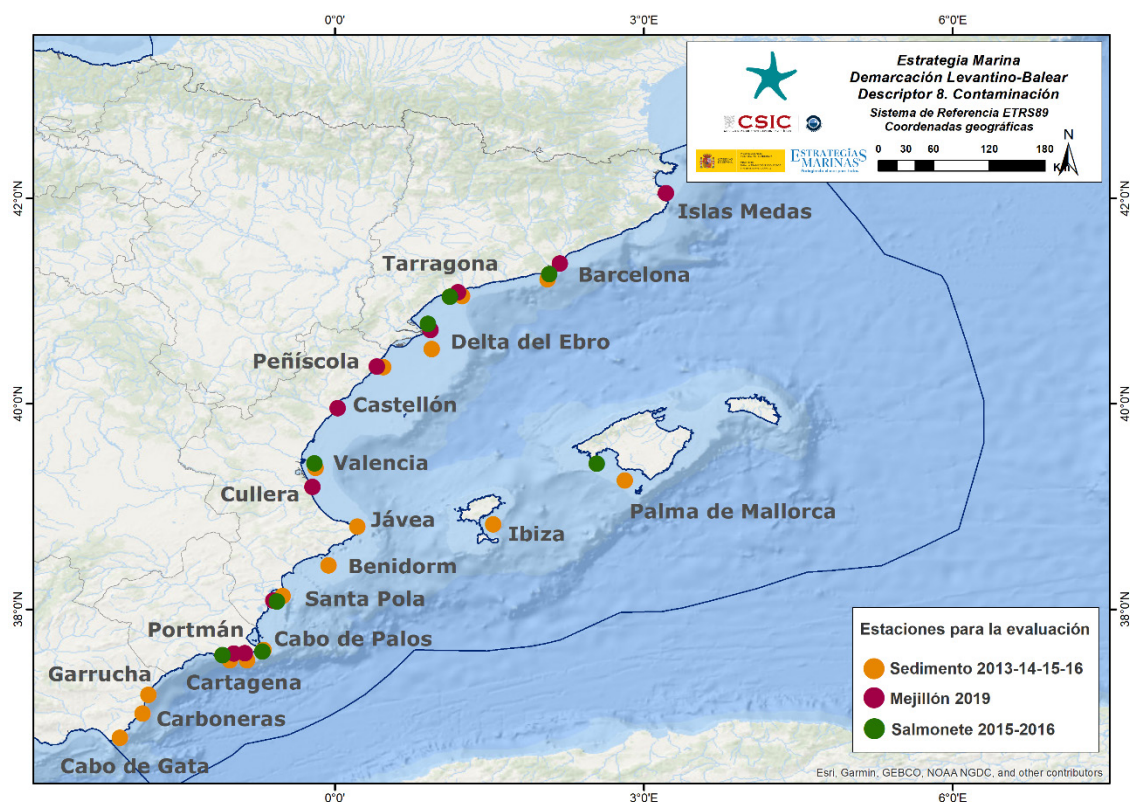 0°0'
3°0'E
6°0'E
Estrategia Marina
Demarcación Levantino-Balear
Descriptor 8. Contaminación
Sistema de Referencia ETRS89
Coordenadas geográficas
CSIC
ESTRATEGIAS
MARINAS
N
0 30 60 120 180
Km
42°0'N
42°0'N
Islas Medas
Tarragona
Barcelona
Delta del Ebro
Peñíscola
40°0'N
40°0'N
Castellón
Valencia
Cullera
Palma de Mallorca
Jávea
Ibiza
Benidorm
38°0'N
38°0'N
Santa Pola
Portmán
Cabo de Palos
Garrucha
Cartagena
Carboneras
Cabo de Gata
Estaciones para la evaluación
Sedimento 2013-14-15-16
Mejillón 2019
Salmonete 2015-2016
Esri, Garmin, GEBCO, NOAA NGDC, and other contributors
0°0'
3°0'E
6°0'E